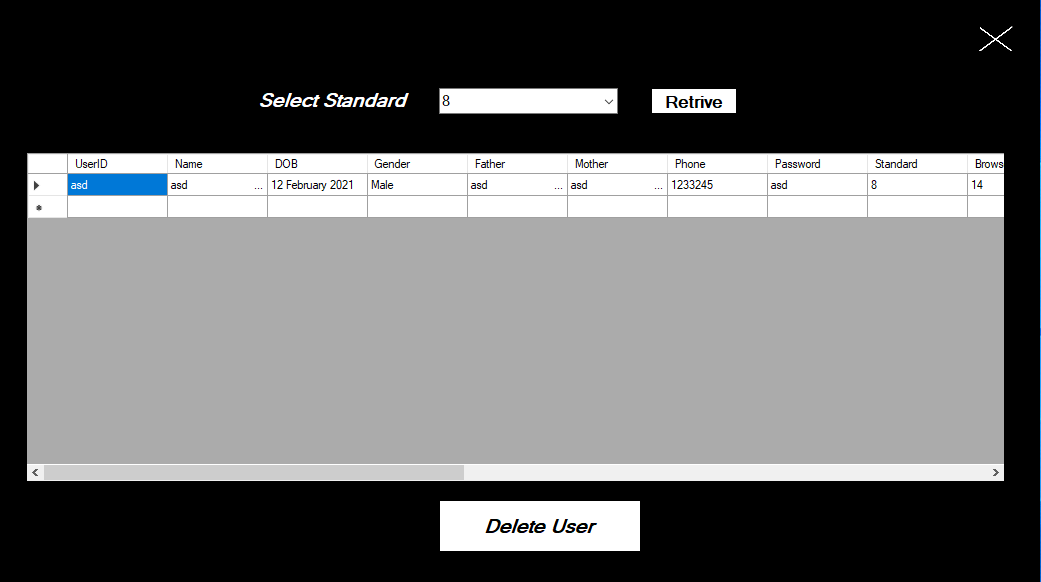 Select Standard 8 Retrive
UserID Name DOB Gender Father Mother Phone Password Standard Brows
asd asd ... 12 February 2021 Male asd ... asd ... 1233245 asd 8 14
Delete User